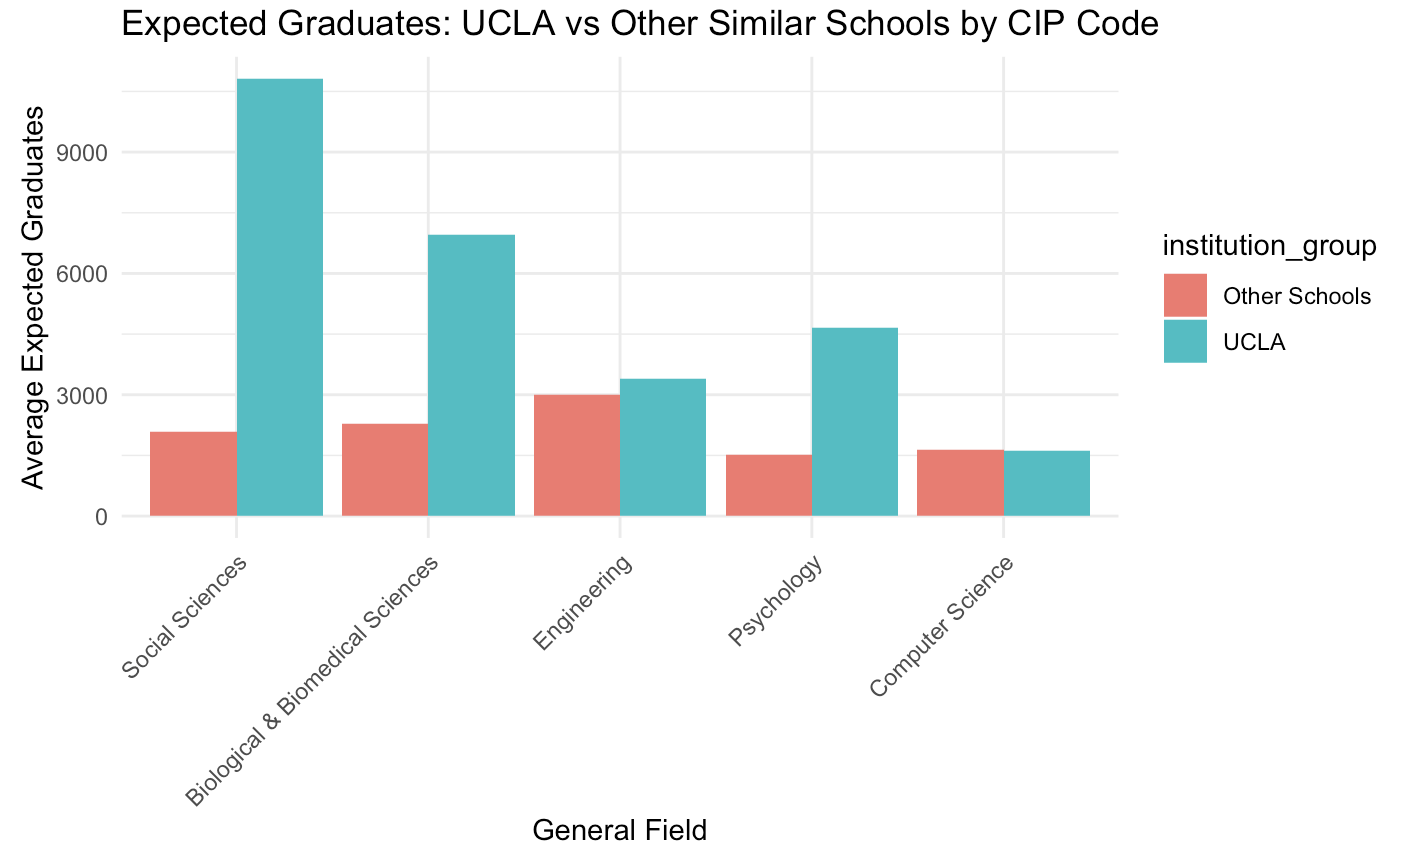 Expected Graduates: UCLA vs Other Similar Schools by CIP Code
Average Expected Graduates
9000
6000
3000
0
Social Sciences
Biological & Biomedical Sciences
Engineering
Psychology
Computer Science
General Field
institution_group
Other Schools
UCLA